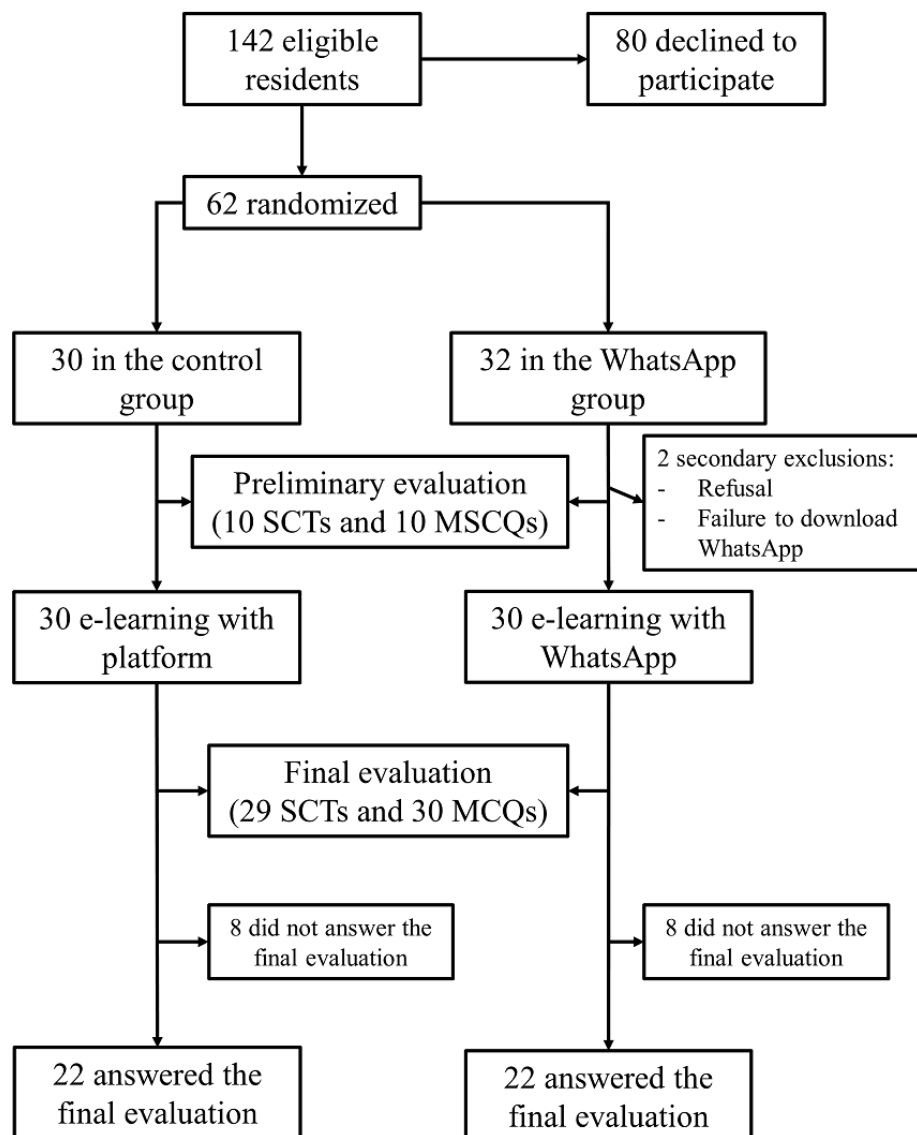 142 eligible
residents
80 declined to
participate
62 randomized
30 in the control
group
32 in the WhatsApp
group
2 secondary exclusions:
- Refusal
- Failure to download
WhatsApp
Preliminary evaluation
(10 SCTs and 10 MSCQs)
30 e-learning with
platform
30 e-learning with
WhatsApp
Final evaluation
(29 SCTs and 30 MCQs)
8 did not answer the
final evaluation
8 did not answer the
final evaluation
22 answered the
final evaluation
22 answered the
final evaluation